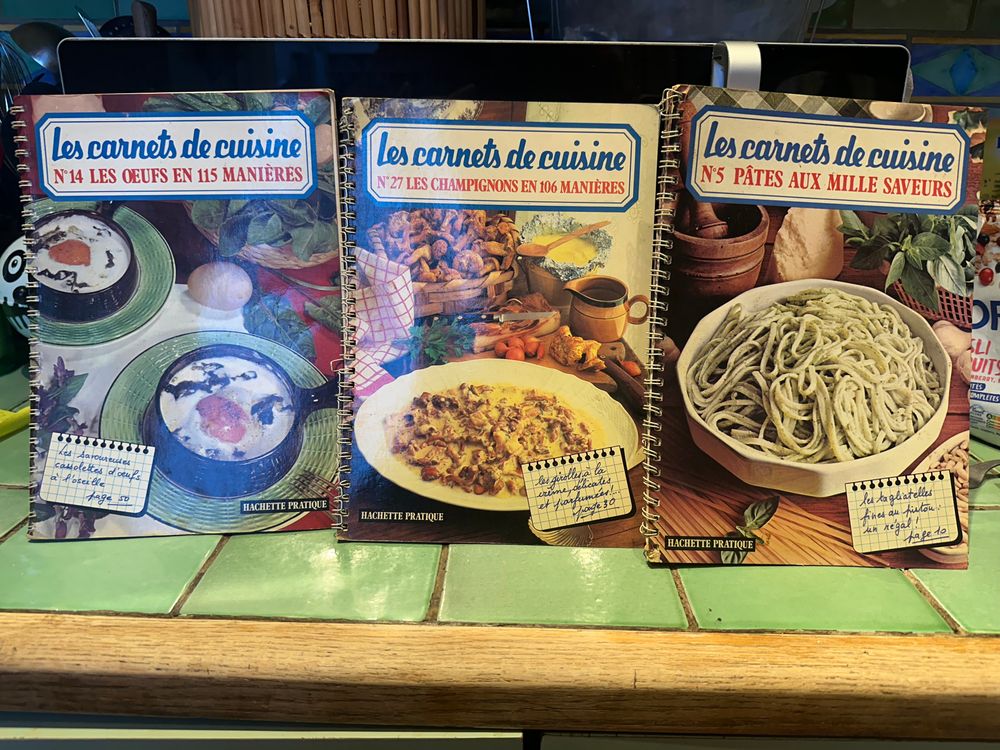 Les carnets de cuisine
N°14 LES ŒUFS EN 115 MANIÈRES
Les savoureuses
cassolettes d'œufs
à l'oseille
page 50
HACHETTE PRATIQUE
Les carnets de cuisine
N°27 LES CHAMPIGNONS EN 106 MANIÈRES
HACHETTE PRATIQUE
les girolles à la
crème, délicates
et parfumées!..
page 30
Les carnets de cuisine
N°5 PÂTES AUX MILLE SAVEURS
HACHETTE PRATIQUE
les tagliatelles
fines au pistou :
un régal !
page 10